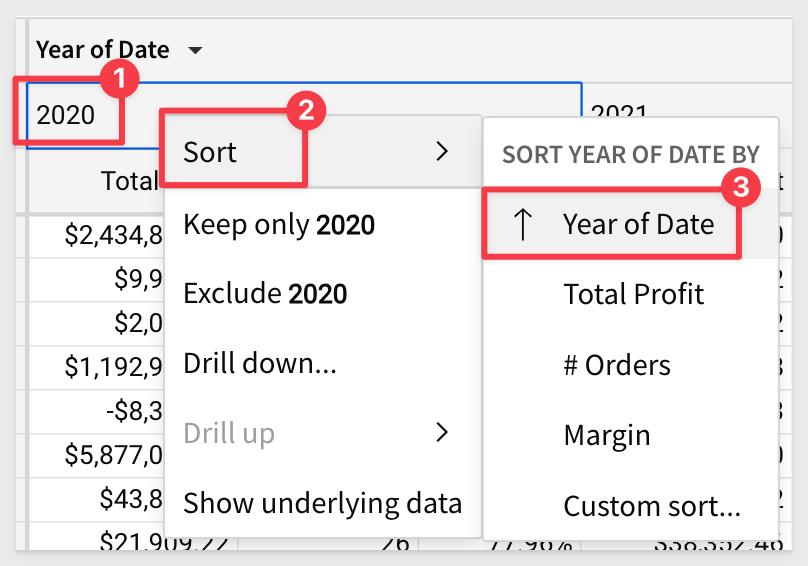 Year of Date
1
2020
2021
2
Sort
SORT YEAR OF DATE BY
Total
3
Year of Date
$2,434,8
Keep only 2020
$9,9
Exclude 2020
Total Profit
$2,0
$1,192,9
Drill down...
# Orders
-$8,3
Drill up
Margin
$5,877,0
$43,8
Show underlying data
Custom sort...
$21,909.22 26 77.96% $38,352.46